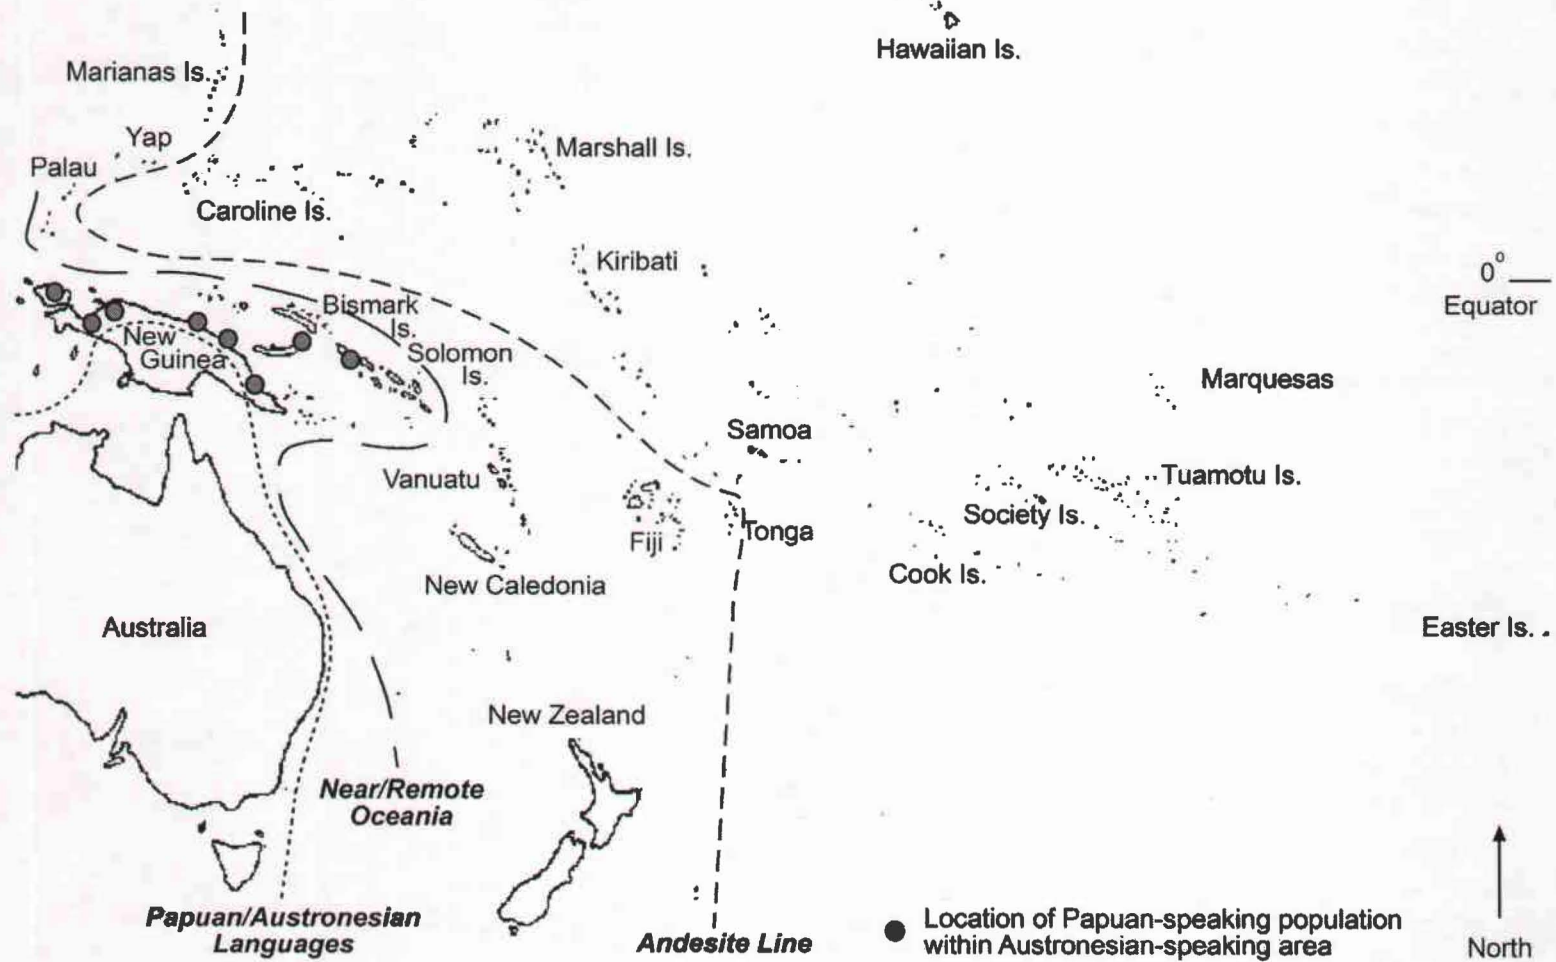 Hawaiian Is.
Marianas Is.
Yap
Marshall Is.
Palau
Caroline Is.
Kiribati
0°
Equator
Bismark
Is.
New
Guinea
Solomon
Is.
Marquesas
Samoa
Vanuatu
Tuamotu Is.
Society Is.
Fiji
Tonga
Cook Is.
New Caledonia
Australia
Easter Is.
New Zealand
Near/Remote
Oceania
Papuan/Austronesian
Languages
Andesite Line
Location of Papuan-speaking population
within Austronesian-speaking area
North